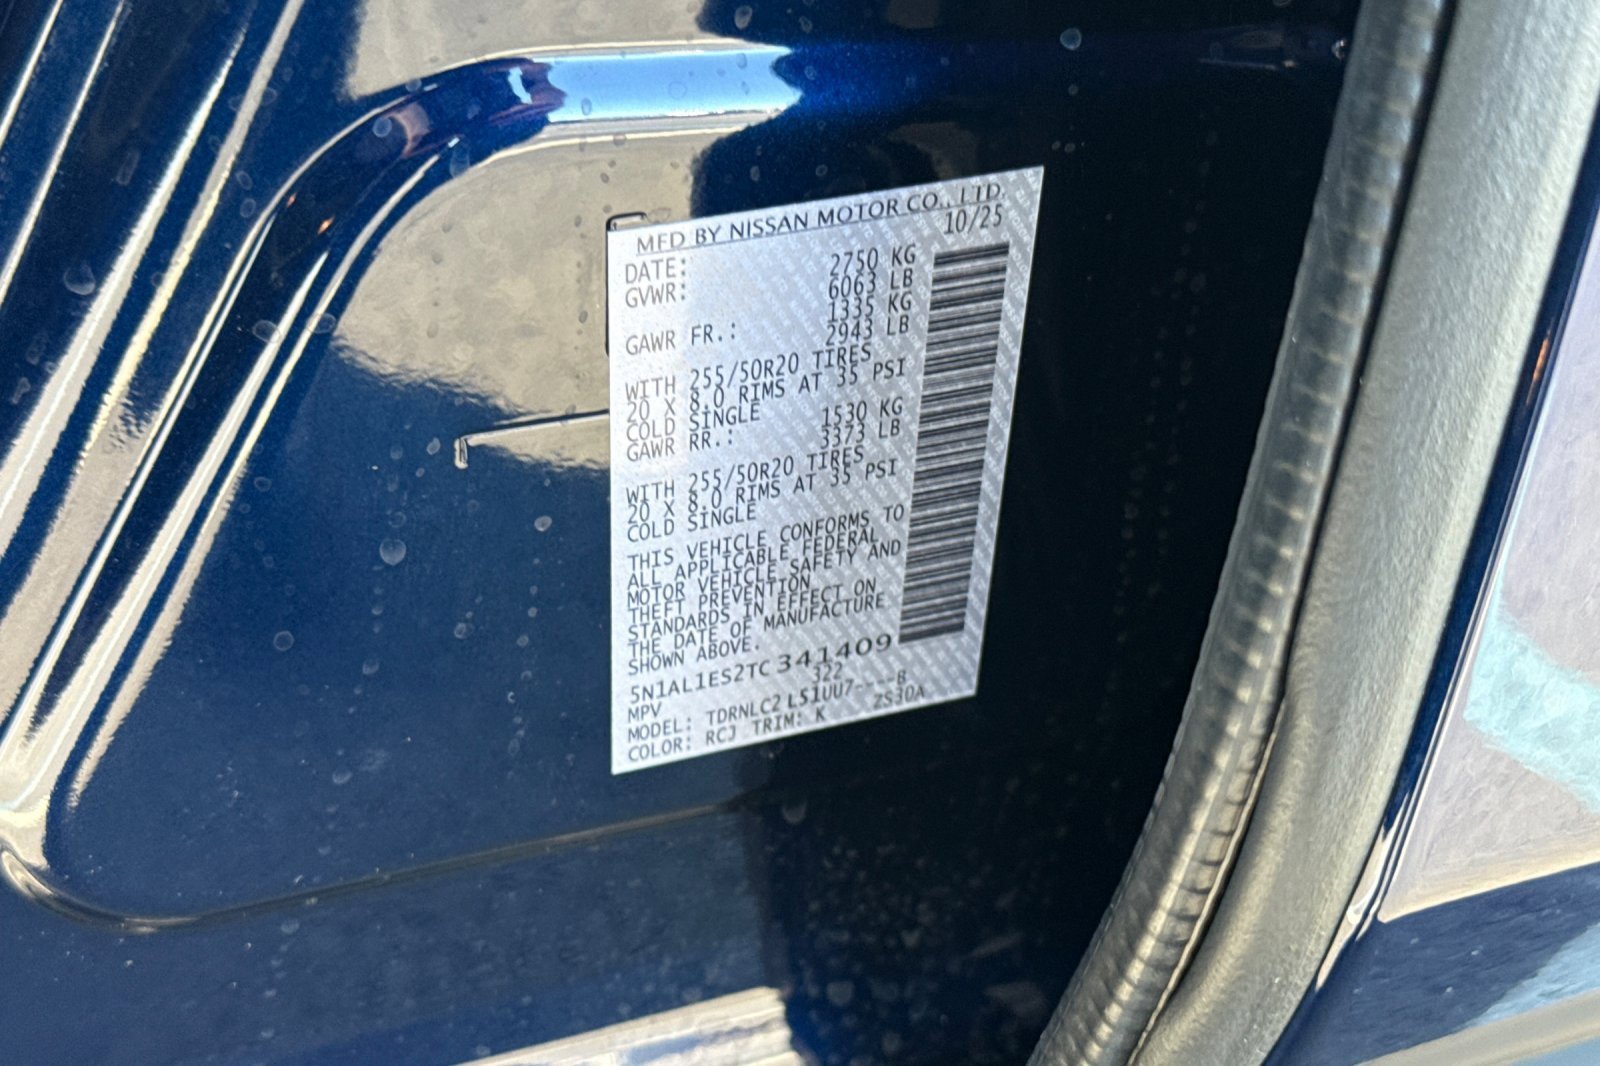 MFD BY NISSAN MOTOR CO., LTD.
DATE: 10/25
GVWR: 2750 KG
6063 LB
GAWR FR.: 1335 KG
2943 LB
WITH 255/50R20 TIRES
20 X 8.0 RIMS AT 35 PSI
COLD SINGLE
GAWR RR.: 1530 KG
3373 LB
WITH 255/50R20 TIRES
20 X 8.0 RIMS AT 35 PSI
COLD SINGLE
THIS VEHICLE CONFORMS TO
ALL APPLICABLE FEDERAL
MOTOR VEHICLE SAFETY AND
THEFT PREVENTION
STANDARDS IN EFFECT ON
THE DATE OF MANUFACTURE
SHOWN ABOVE.
5N1AL1ES2TC341409
MPV 322
MODEL: TDRNLC2 LS1UU7----B
COLOR: RCJ TRIM: K ZS30A